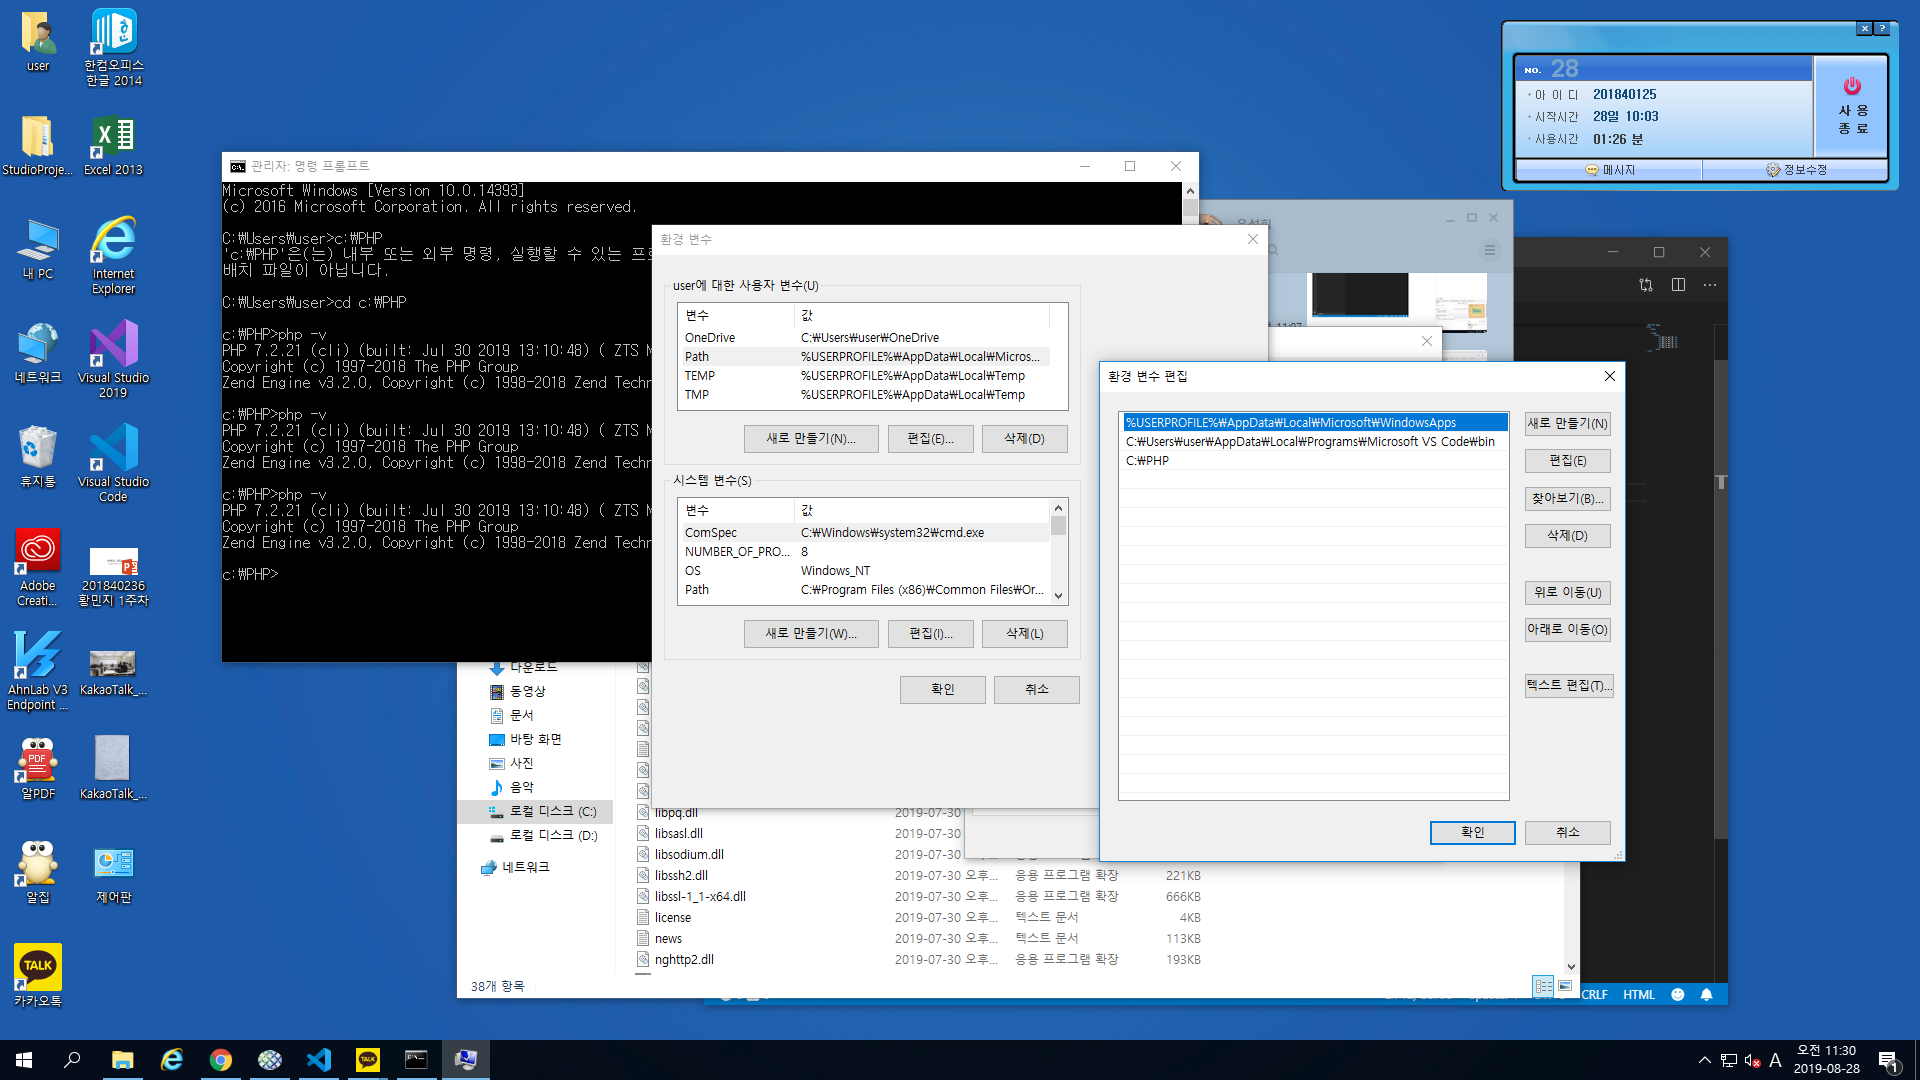 user
한컴오피스
한글 2014
StudioProje...
Excel 2013
내 PC
Internet
Explorer
네트워크
Visual Studio
2019
휴지통
Visual Studio
Code
Adobe
Creati...
201840236
황민지 1주차
AhnLab V3
Endpoint ...
KakaoTalk_...
알PDF
KakaoTalk_...
알집
제어판
TALK
카카오톡
NO. 28
아 이 디 201840125
시작시간 28일 10:03
사용시간 01:26 분
사 용
종 료
메시지
정보수정
관리자: 명령 프롬프트
Microsoft Windows [Version 10.0.14393]
(c) 2016 Microsoft Corporation. All rights reserved.
C:\Users\user>c:\PHP
'c:\PHP'은(는) 내부 또는 외부 명령, 실행할 수 있는 프로
배치 파일이 아닙니다.
C:\Users\user>cd c:\PHP
c:\PHP>php -v
PHP 7.2.21 (cli) (built: Jul 30 2019 13:10:48) ( ZTS M
Copyright (c) 1997-2018 The PHP Group
Zend Engine v3.2.0, Copyright (c) 1998-2018 Zend Techn
c:\PHP>php -v
PHP 7.2.21 (cli) (built: Jul 30 2019 13:10:48) ( ZTS M
Copyright (c) 1997-2018 The PHP Group
Zend Engine v3.2.0, Copyright (c) 1998-2018 Zend Techn
c:\PHP>php -v
PHP 7.2.21 (cli) (built: Jul 30 2019 13:10:48) ( ZTS M
Copyright (c) 1997-2018 The PHP Group
Zend Engine v3.2.0, Copyright (c) 1998-2018 Zend Techn
c:\PHP>
환경 변수
user에 대한 사용자 변수(U)
변수 값
OneDrive C:\Users\user\OneDrive
Path %USERPROFILE%\AppData\Local\Micros...
TEMP %USERPROFILE%\AppData\Local\Temp
TMP %USERPROFILE%\AppData\Local\Temp
새로 만들기(N)... 편집(E)... 삭제(D)
시스템 변수(S)
변수 값
ComSpec C:\Windows\system32\cmd.exe
NUMBER_OF_PRO... 8
OS Windows_NT
Path C:\Program Files (x86)\Common Files\Or...
새로 만들기(W)... 편집(I)... 삭제(L)
확인 취소
환경 변수 편집
%USERPROFILE%\AppData\Local\Microsoft\WindowsApps
C:\Users\user\AppData\Local\Programs\Microsoft VS Code\bin
C:\PHP
새로 만들기(N)
편집(E)
찾아보기(B)...
삭제(D)
위로 이동(U)
아래로 이동(O)
텍스트 편집(T)...
확인 취소
다운로드
동영상
문서
바탕 화면
사진
음악
로컬 디스크 (C:)
로컬 디스크 (D:)
네트워크
libpq.dll 2019-07-30
libsasl.dll 2019-07-30
libsodium.dll 2019-07-30
libssh2.dll 2019-07-30 오후... 응용 프로그램 확장 221KB
libssl-1_1-x64.dll 2019-07-30 오후... 응용 프로그램 확장 666KB
license 2019-07-30 오후... 텍스트 문서 4KB
news 2019-07-30 오후... 텍스트 문서 113KB
nghttp2.dll 2019-07-30 오후... 응용 프로그램 확장 193KB
38개 항목
CRLF HTML
A
오전 11:30
2019-08-28
1